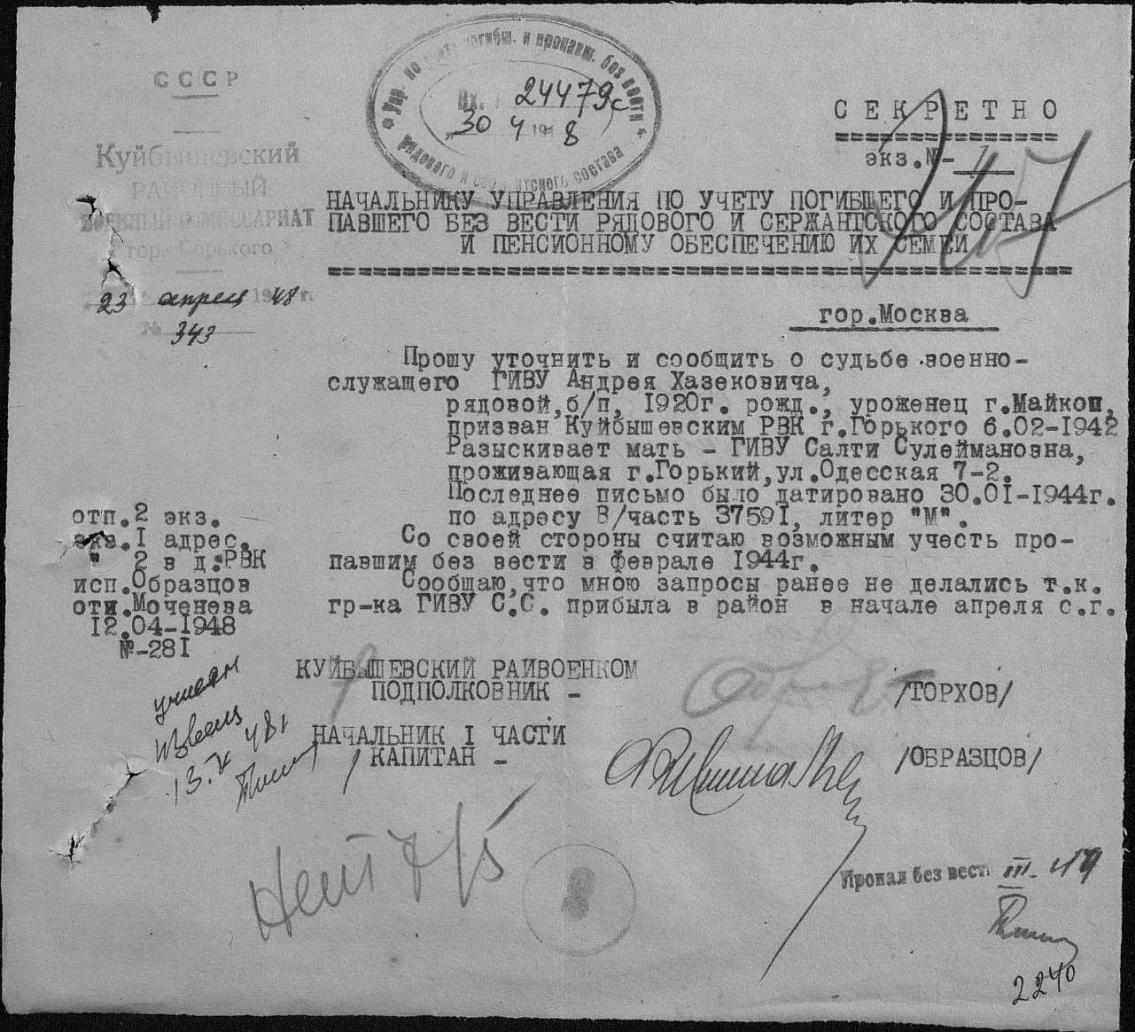 СССР
Куйбышевский
РАЙОННЫЙ
ВОЕННЫЙ КОМИССАРИАТ
гор. Горького
23 апреля 1948 г.
№ 343
Упр. по учету погибш. и пропавш. без вести
рядового и сержантского состава
Вх. 24479с
"30 4 1948
СЕКРЕТНО
экз.№- 1
НАЧАЛЬНИКУ УПРАВЛЕНИЯ ПО УЧЕТУ ПОГИБШЕГО И ПРО-
ПАВШЕГО БЕЗ ВЕСТИ РЯДОВОГО И СЕРЖАНТСКОГО СОСТАВА
И ПЕНСИОННОМУ ОБЕСПЕЧЕНИЮ ИХ СЕМЕЙ
гор.Москва
Прошу уточнить и сообщить о судьбе военно-
служащего ГИВУ Андрея Хазековича,
рядовой,б/п, 1920г. рожд., уроженец г.Майкоп,
призван Куйбышевским РВК г.Горького 6.02-1942
Разыскивает мать - ГИВУ Салти Сулеймановна,
проживающая г.Горький,ул.Одесская 7-2.
Последнее письмо было датировано 30.01-1944г.
по адресу В/часть 37591, литер "М".
Со своей стороны считаю возможным учесть про-
павшим без вести в феврале 1944г.
Сообщаю,что мною запросы ранее не делались т.к.
гр-ка ГИВУ С.С. прибыла в район в начале апреля с.г.
отп.2 экз.
экз.1 адрес.
" 2 в д:РВК
исп.Образцов
отп.Моченева
12.04-1948
№-281
КУЙБЫШЕВСКИЙ РАЙВОЕНКОМ
ПОДПОЛКОВНИК - /ТОРХОВ/
НАЧАЛЬНИК I ЧАСТИ
КАПИТАН - /ОБРАЗЦОВ/
учтен
извещ
13.V 48г
Нет 7/5
Пропал без вести III-44
2240